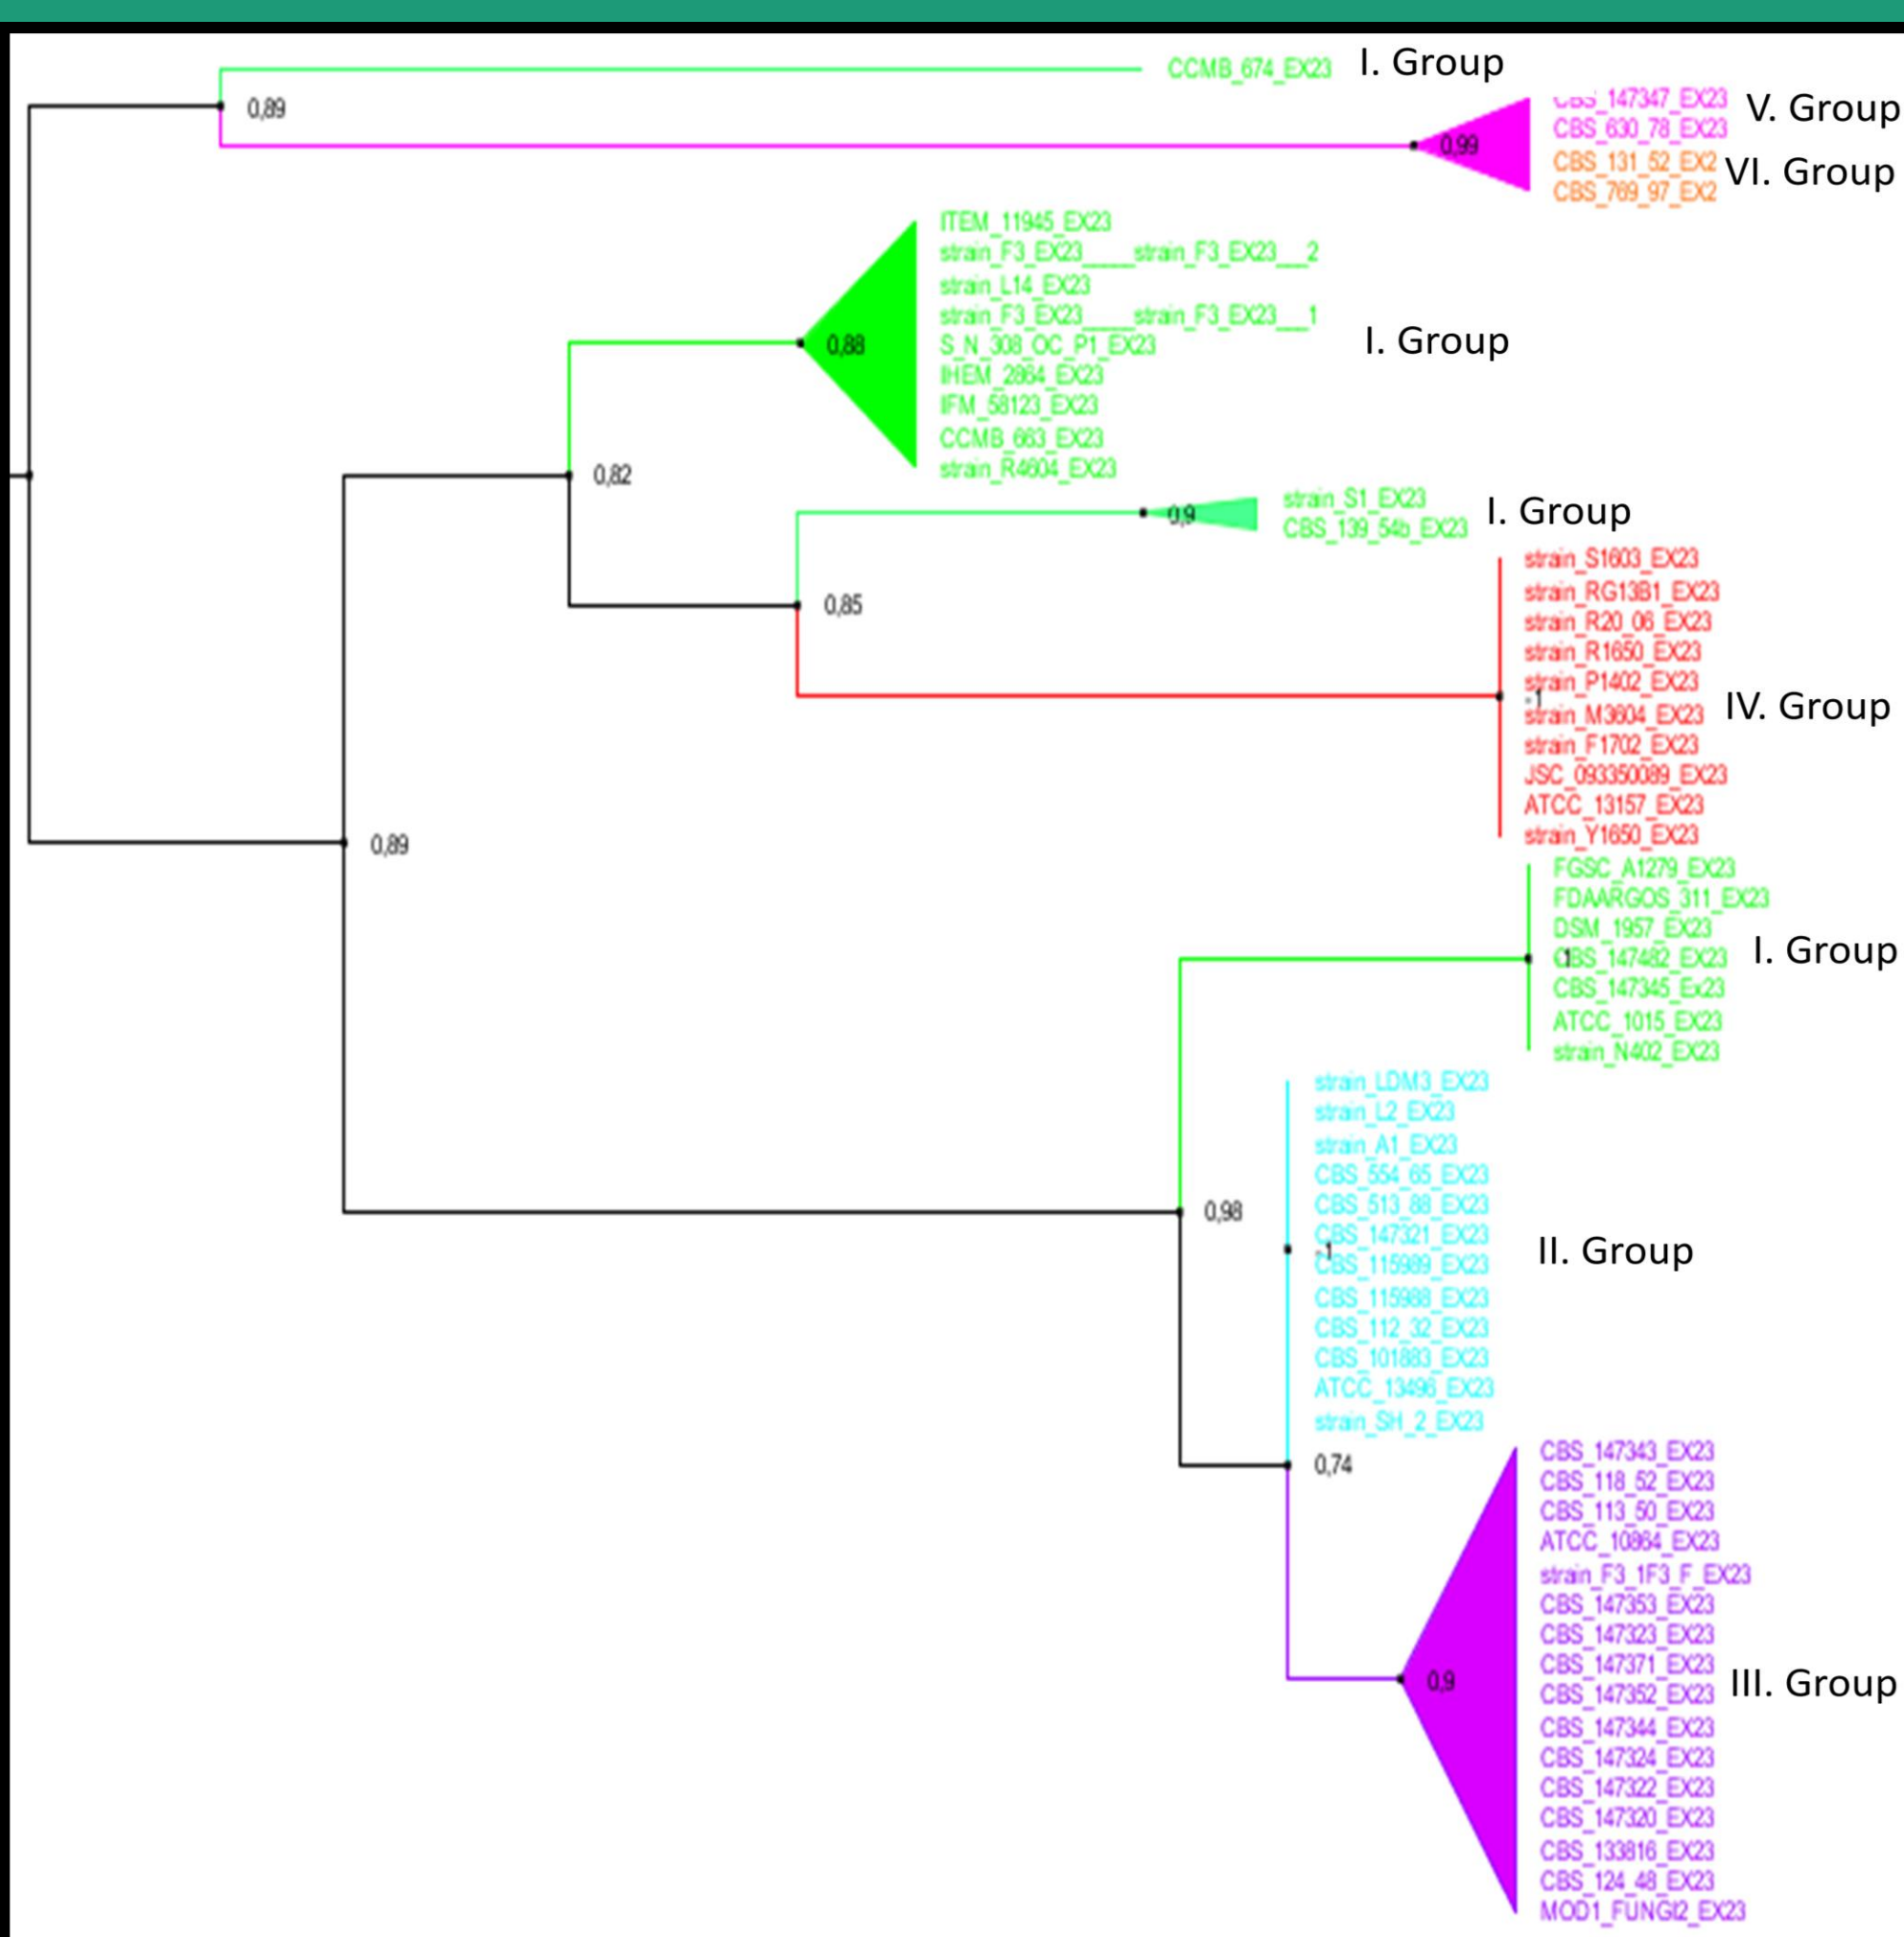 CCMB_674_EX23 I. Group
0,89
CBS_147347_EX23 V. Group
CBS_630_78_EX23
0,99
CBS_131_52_EX2 VI. Group
CBS_769_97_EX2
ITEM_11945_EX23
strain_F3_EX23____strain_F3_EX23__2
strain_L14_EX23
strain_F3_EX23____strain_F3_EX23__1
S_N_308_OC_P1_EX23 I. Group
0,88
IHEM_2864_EX23
IFM_58123_EX23
CCMB_663_EX23
strain_R4604_EX23
0,82
strain_S1_EX23 I. Group
0,9
CBS_139_54b_EX23
strain_S1603_EX23
strain_RG13B1_EX23
0,85
strain_R20_06_EX23
strain_R1650_EX23
strain_P1402_EX23
-1
strain_M3604_EX23 IV. Group
strain_F1702_EX23
JSC_093350089_EX23
ATCC_13157_EX23
strain_Y1650_EX23
0,89
FGSC_A1279_EX23
FDAARGOS_311_EX23
DSM_1957_EX23
CBS_147482_EX23 I. Group
1
CBS_147345_Ex23
ATCC_1015_EX23
strain_N402_EX23
strain_LDM3_EX23
strain_L2_EX23
strain_A1_EX23
CBS_554_65_EX23
CBS_513_88_EX23
0,98
CBS_147321_EX23
-1
II. Group
CBS_115989_EX23
CBS_115988_EX23
CBS_112_32_EX23
CBS_101883_EX23
ATCC_13496_EX23
strain_SH_2_EX23
0,74
CBS_147343_EX23
CBS_118_52_EX23
CBS_113_50_EX23
ATCC_10864_EX23
strain_F3_1F3_F_EX23
CBS_147353_EX23
CBS_147323_EX23
CBS_147371_EX23
0,9
CBS_147352_EX23 III. Group
CBS_147344_EX23
CBS_147324_EX23
CBS_147322_EX23
CBS_147320_EX23
CBS_133816_EX23
CBS_124_48_EX23
MOD1_FUNGI2_EX23